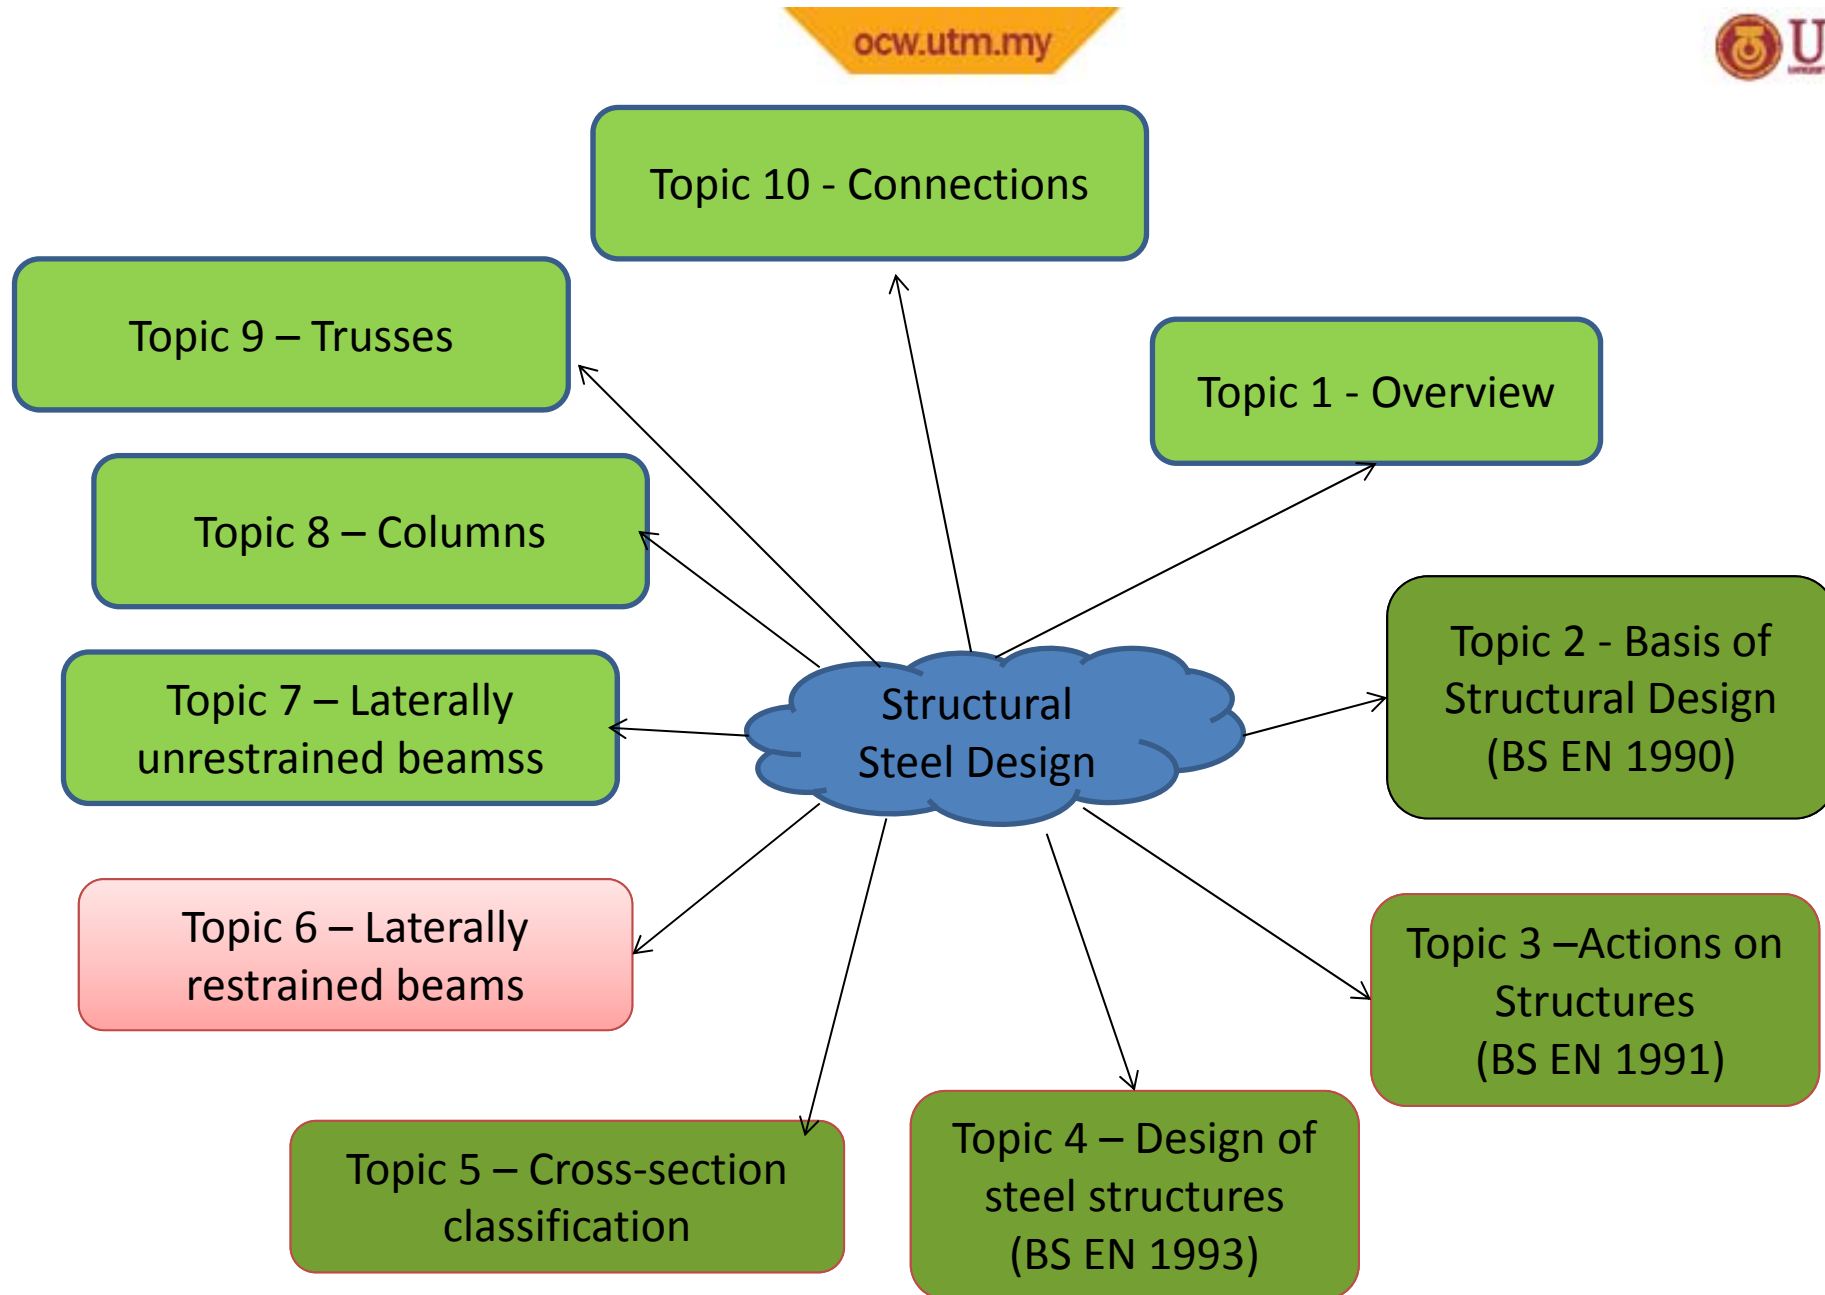 ocw.utm.my
U
Topic 10 - Connections
Topic 9 – Trusses
Topic 1 - Overview
Topic 8 – Columns
Topic 2 - Basis of
Structural Design
(BS EN 1990)
Topic 7 – Laterally
unrestrained beamss
Structural
Steel Design
Topic 6 – Laterally
restrained beams
Topic 3 –Actions on
Structures
(BS EN 1991)
Topic 5 – Cross-section
classification
Topic 4 – Design of
steel structures
(BS EN 1993)